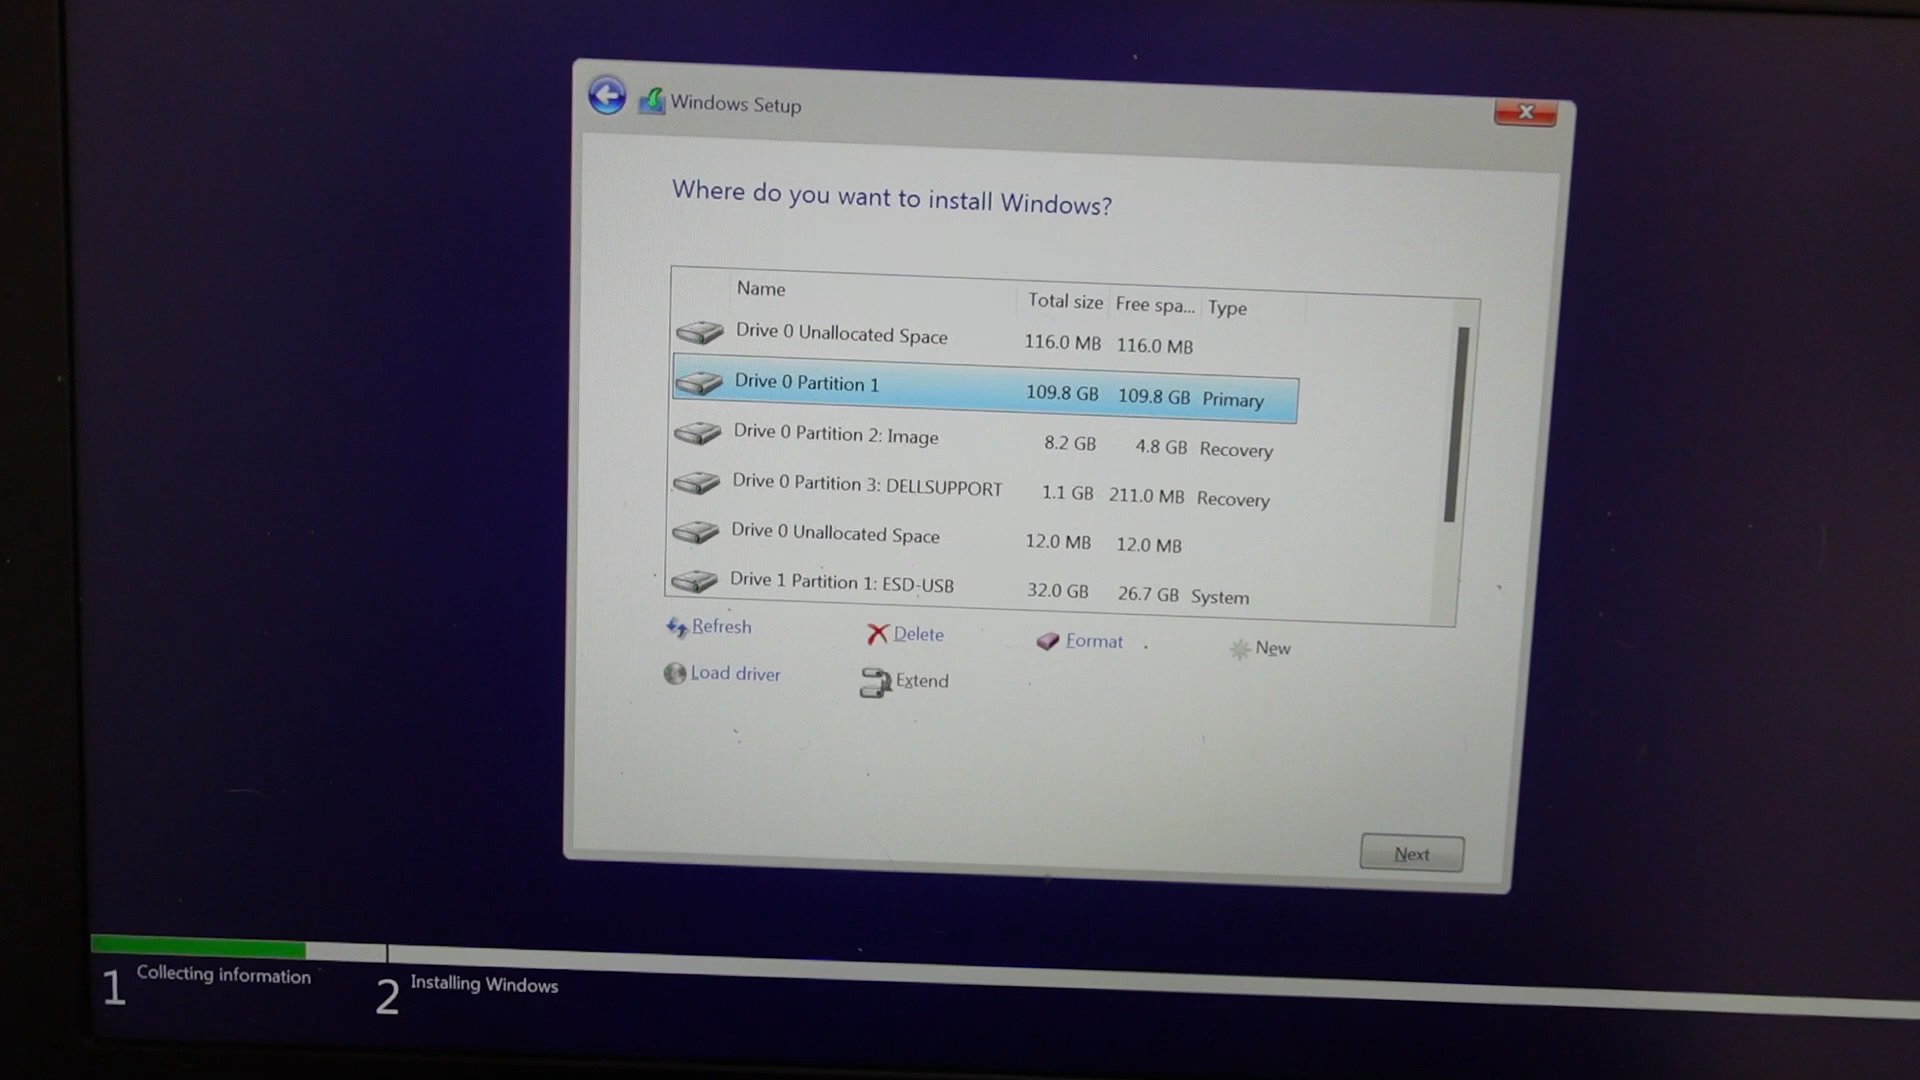 Windows Setup
Where do you want to install Windows?
Name Total size Free spa... Type
Drive 0 Unallocated Space 116.0 MB 116.0 MB
Drive 0 Partition 1 109.8 GB 109.8 GB Primary
Drive 0 Partition 2: Image 8.2 GB 4.8 GB Recovery
Drive 0 Partition 3: DELLSUPPORT 1.1 GB 211.0 MB Recovery
Drive 0 Unallocated Space 12.0 MB 12.0 MB
Drive 1 Partition 1: ESD-USB 32.0 GB 26.7 GB System
Refresh Delete Format New
Load driver Extend
Next
1 Collecting information 2 Installing Windows